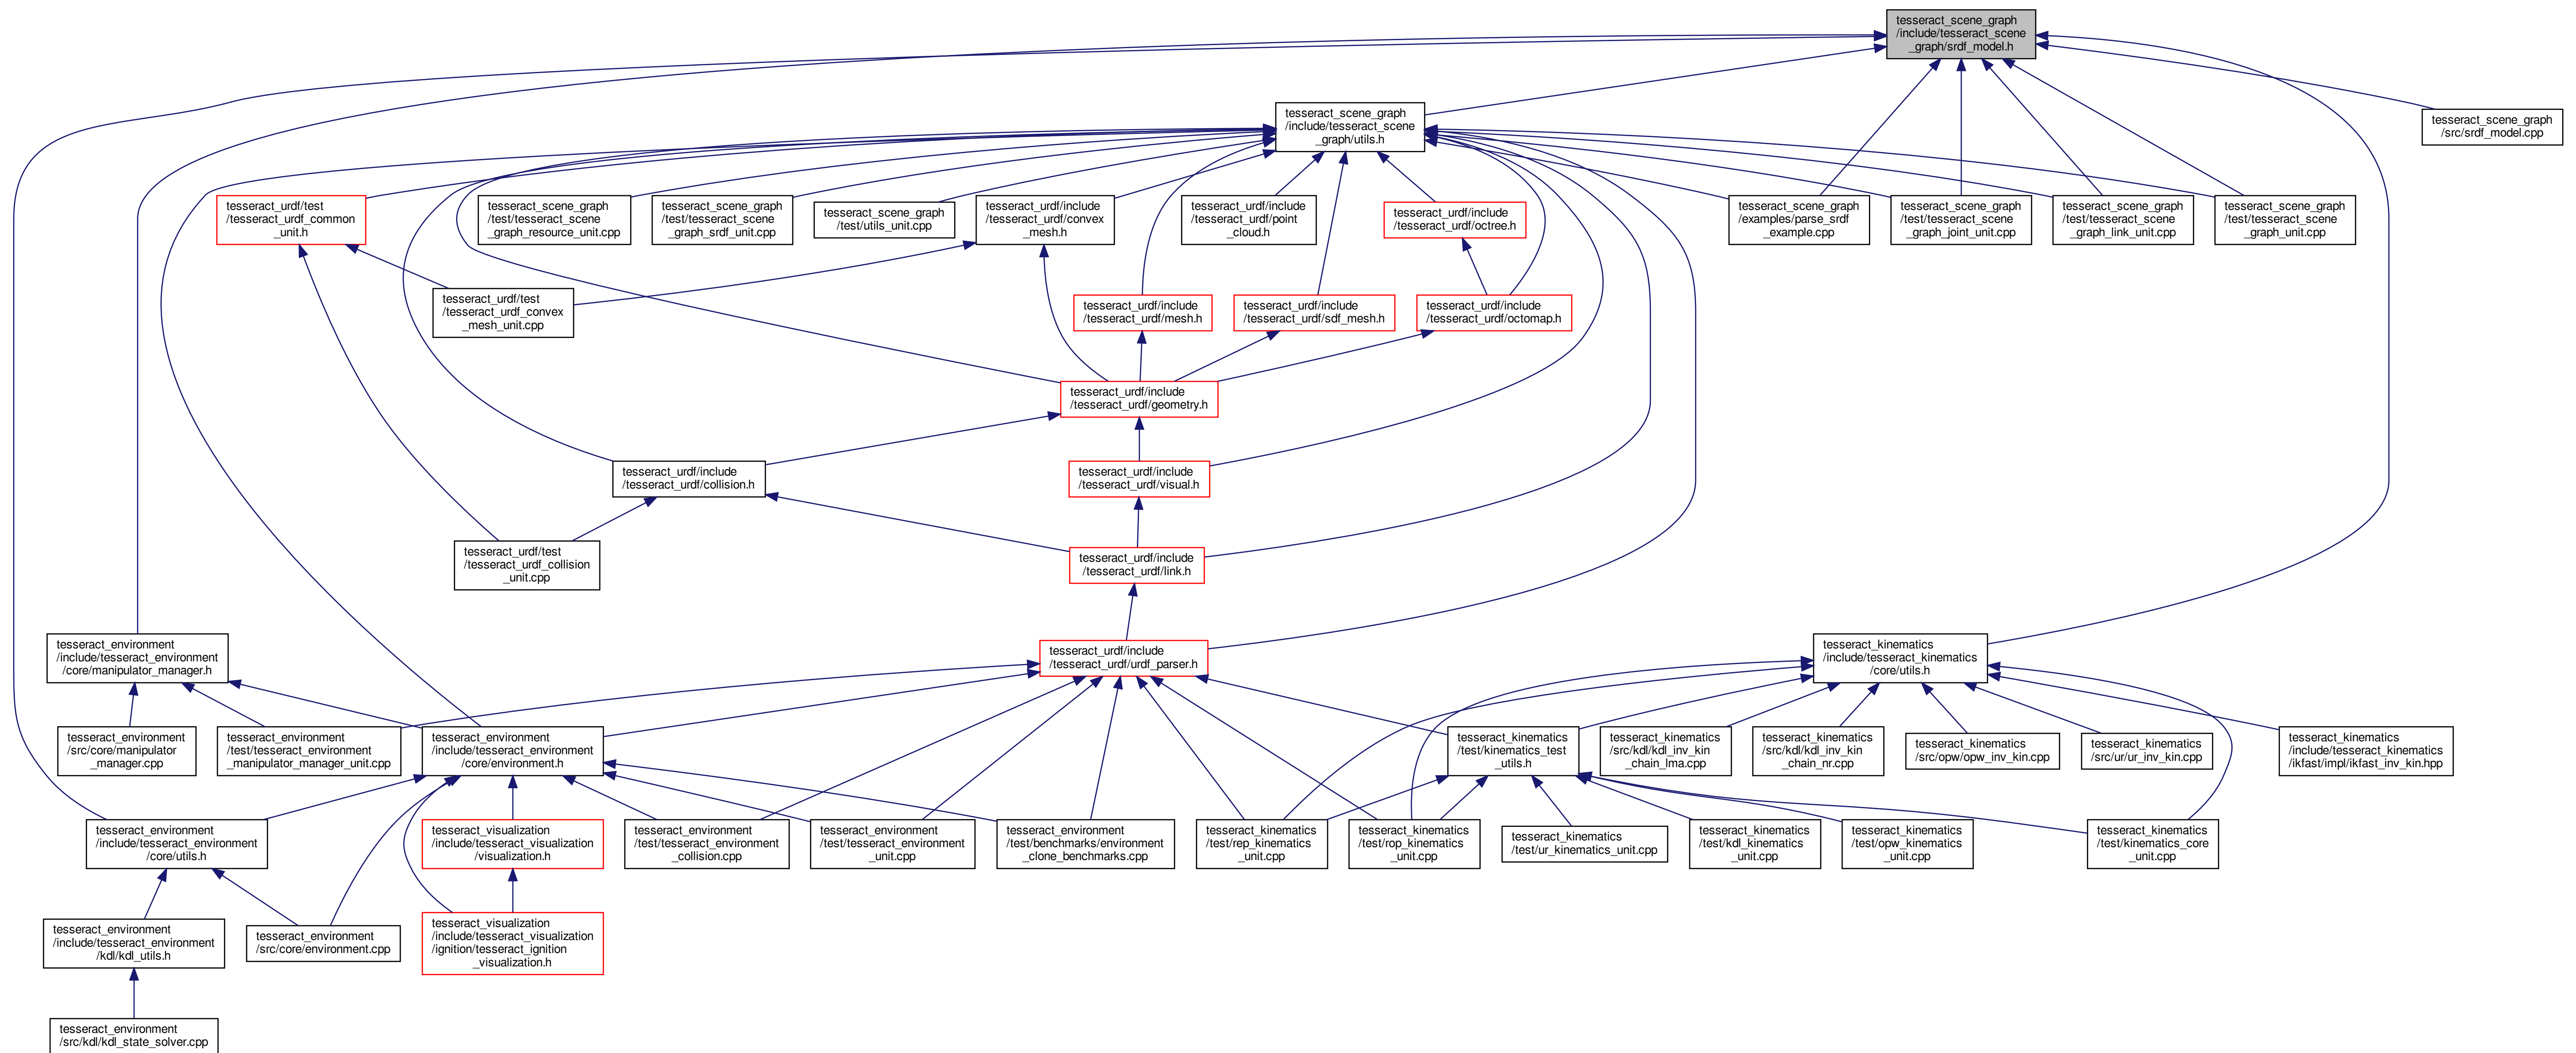 tesseract_scene_graph
/include/tesseract_scene
_graph/srdf_model.h
tesseract_scene_graph
/include/tesseract_scene
_graph/utils.h
tesseract_scene_graph
/src/srdf_model.cpp
tesseract_urdf/test
/tesseract_urdf_common
_unit.h
tesseract_scene_graph
/test/tesseract_scene
_graph_resource_unit.cpp
tesseract_scene_graph
/test/tesseract_scene
_graph_srdf_unit.cpp
tesseract_scene_graph
/test/utils_unit.cpp
tesseract_urdf/include
/tesseract_urdf/convex
_mesh.h
tesseract_urdf/include
/tesseract_urdf/point
_cloud.h
tesseract_urdf/include
/tesseract_urdf/octree.h
tesseract_scene_graph
/examples/parse_srdf
_example.cpp
tesseract_scene_graph
/test/tesseract_scene
_graph_joint_unit.cpp
tesseract_scene_graph
/test/tesseract_scene
_graph_link_unit.cpp
tesseract_scene_graph
/test/tesseract_scene
_graph_unit.cpp
tesseract_urdf/test
/tesseract_urdf_convex
_mesh_unit.cpp
tesseract_urdf/include
/tesseract_urdf/mesh.h
tesseract_urdf/include
/tesseract_urdf/sdf_mesh.h
tesseract_urdf/include
/tesseract_urdf/octomap.h
tesseract_urdf/include
/tesseract_urdf/geometry.h
tesseract_urdf/include
/tesseract_urdf/collision.h
tesseract_urdf/include
/tesseract_urdf/visual.h
tesseract_urdf/test
/tesseract_urdf_collision
_unit.cpp
tesseract_urdf/include
/tesseract_urdf/link.h
tesseract_environment
/include/tesseract_environment
/core/manipulator_manager.h
tesseract_urdf/include
/tesseract_urdf/urdf_parser.h
tesseract_kinematics
/include/tesseract_kinematics
/core/utils.h
tesseract_environment
/src/core/manipulator
_manager.cpp
tesseract_environment
/test/tesseract_environment
_manipulator_manager_unit.cpp
tesseract_environment
/include/tesseract_environment
/core/environment.h
tesseract_kinematics
/test/kinematics_test
_utils.h
tesseract_kinematics
/src/kdl/kdl_inv_kin
_chain_lma.cpp
tesseract_kinematics
/src/kdl/kdl_inv_kin
_chain_nr.cpp
tesseract_kinematics
/src/opw/opw_inv_kin.cpp
tesseract_kinematics
/src/ur/ur_inv_kin.cpp
tesseract_kinematics
/include/tesseract_kinematics
/ikfast/impl/ikfast_inv_kin.hpp
tesseract_environment
/include/tesseract_environment
/core/utils.h
tesseract_visualization
/include/tesseract_visualization
/visualization.h
tesseract_environment
/test/tesseract_environment
_collision.cpp
tesseract_environment
/test/tesseract_environment
_unit.cpp
tesseract_environment
/test/benchmarks/environment
_clone_benchmarks.cpp
tesseract_kinematics
/test/rep_kinematics
_unit.cpp
tesseract_kinematics
/test/rop_kinematics
_unit.cpp
tesseract_kinematics
/test/ur_kinematics_unit.cpp
tesseract_kinematics
/test/kdl_kinematics
_unit.cpp
tesseract_kinematics
/test/opw_kinematics
_unit.cpp
tesseract_kinematics
/test/kinematics_core
_unit.cpp
tesseract_environment
/include/tesseract_environment
/kdl/kdl_utils.h
tesseract_environment
/src/core/environment.cpp
tesseract_visualization
/include/tesseract_visualization
/ignition/tesseract_ignition
_visualization.h
tesseract_environment
/src/kdl/kdl_state_solver.cpp